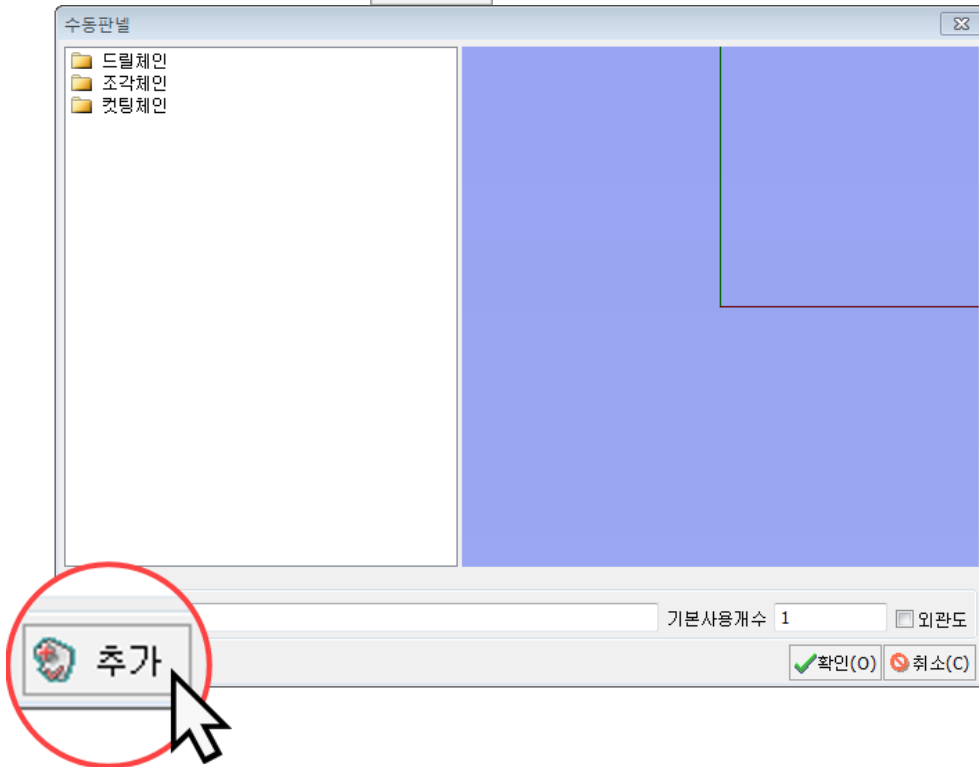 수동판넬
드릴체인
조각체인
컷팅체인
기본사용개수 1 외관도
추가
확인(O) 취소(C)